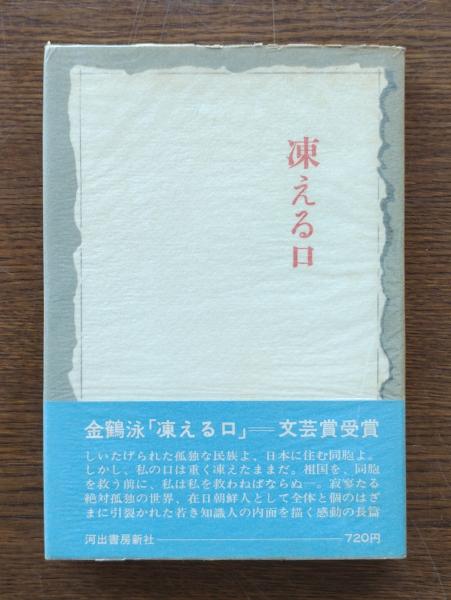 凍える口
金鶴泳「凍える口」＝文芸賞受賞
しいたげられた孤独な民族よ、日本に住む同胞よ。
しかし、私の口は重く凍えたままだ。祖国を、同胞
を救う前に、私は私を救わねばならぬ―。寂寥たる
絶対孤独の世界、在日朝鮮人として全体と個のはざ
まに引裂かれた若き知識人の内面を描く感動の長篇
河出書房新社 720円